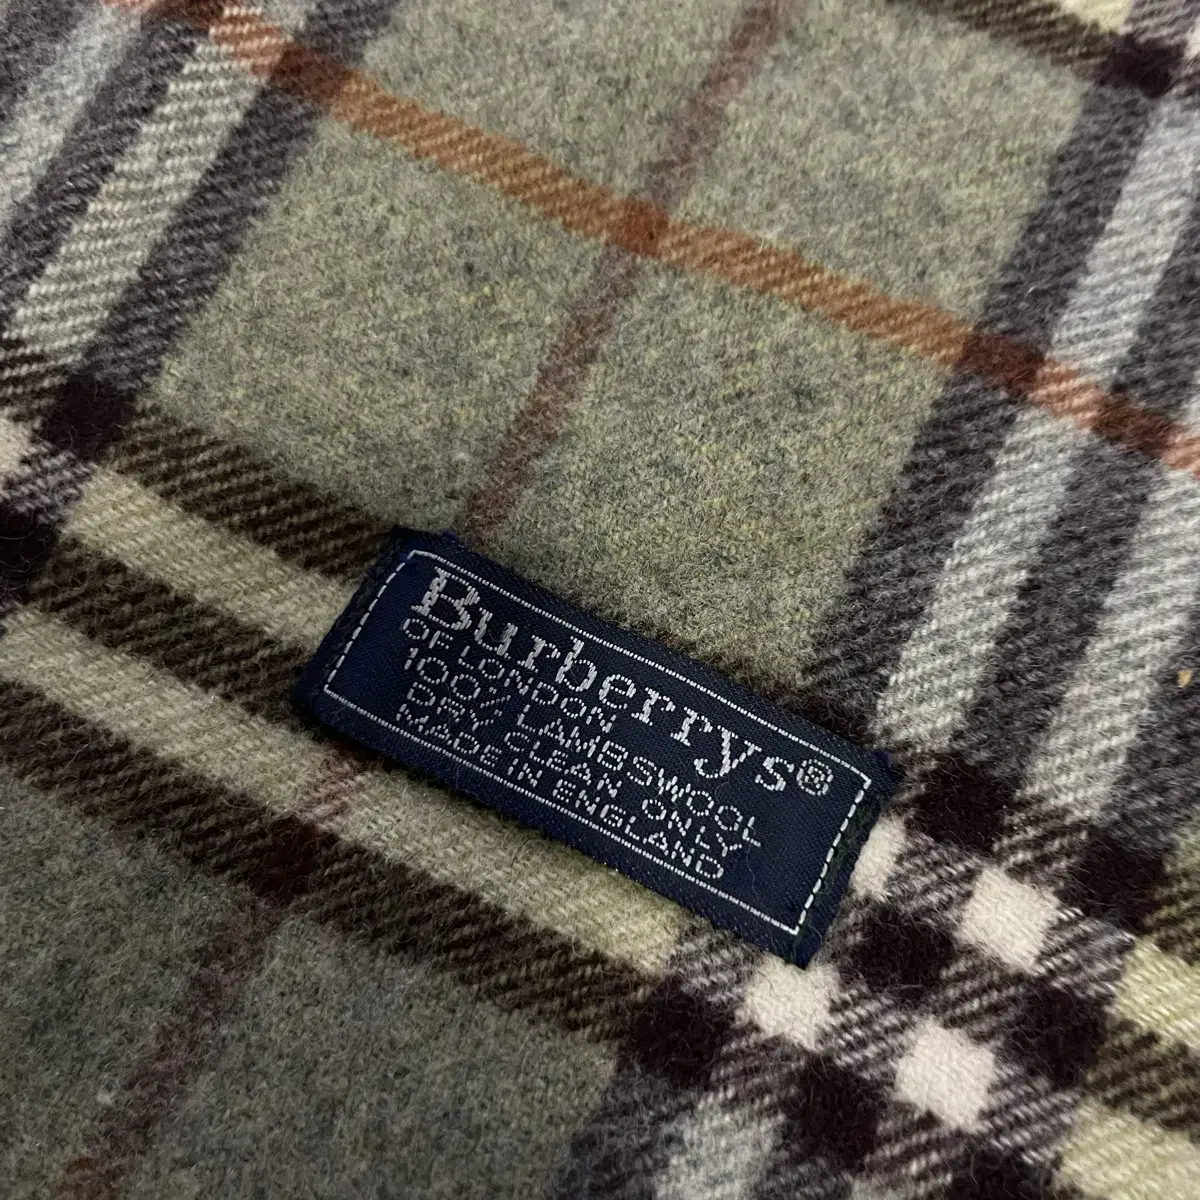 Burberrys®
OF LONDON
100% LAMBSWOOL
DRY CLEAN ONLY
MADE IN ENGLAND